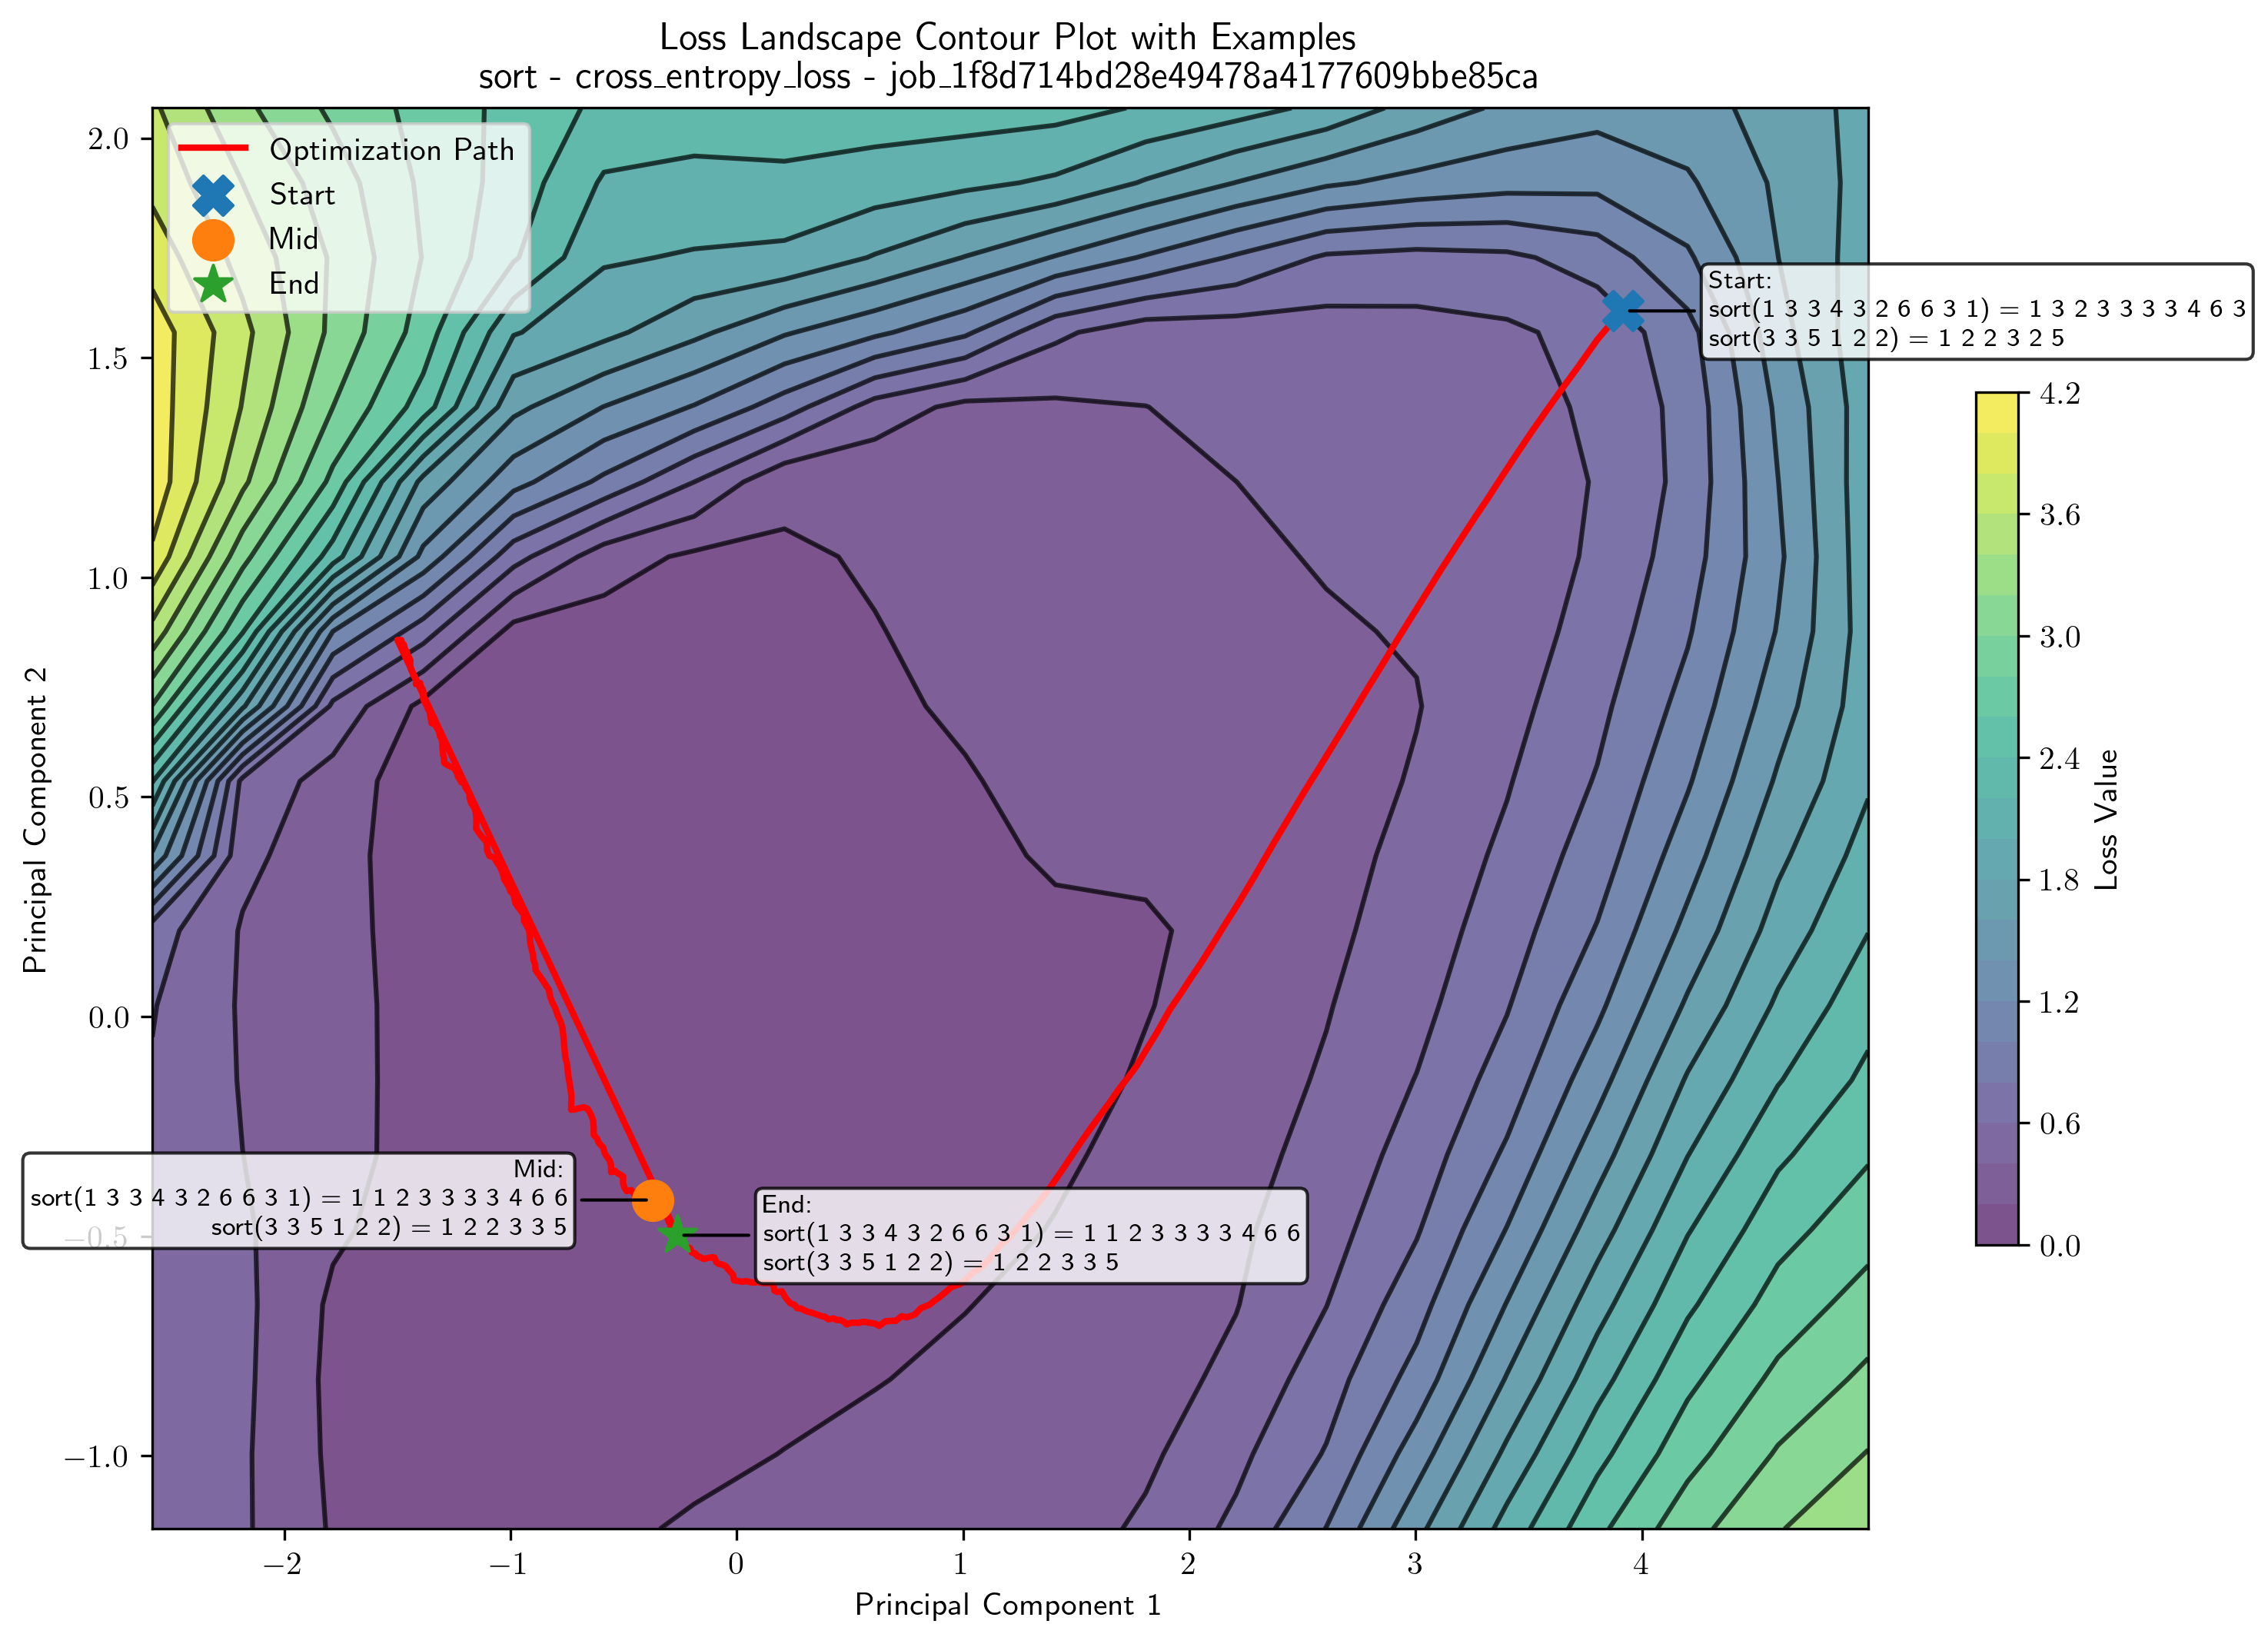 Loss Landscape Contour Plot with Examples
sort - cross_entropy_loss - job_1f8d714bd28e49478a4177609bbe85ca
Optimization Path
Start
Mid
End
Start:
sort(1 3 3 4 3 2 6 6 3 1) = 1 3 2 3 3 3 3 4 6 3
sort(3 3 5 1 2 2) = 1 2 2 3 2 5
Mid:
sort(1 3 3 4 3 2 6 6 3 1) = 1 1 2 3 3 3 3 4 6 6
sort(3 3 5 1 2 2) = 1 2 2 3 3 5
End:
sort(1 3 3 4 3 2 6 6 3 1) = 1 1 2 3 3 3 3 4 6 6
sort(3 3 5 1 2 2) = 1 2 2 3 3 5
2.0
1.5
1.0
0.5
0.0
−0.5
−1.0
Principal Component 2
−2
−1
0
1
2
3
4
Principal Component 1
4.2
3.6
3.0
2.4
1.8
1.2
0.6
0.0
Loss Value